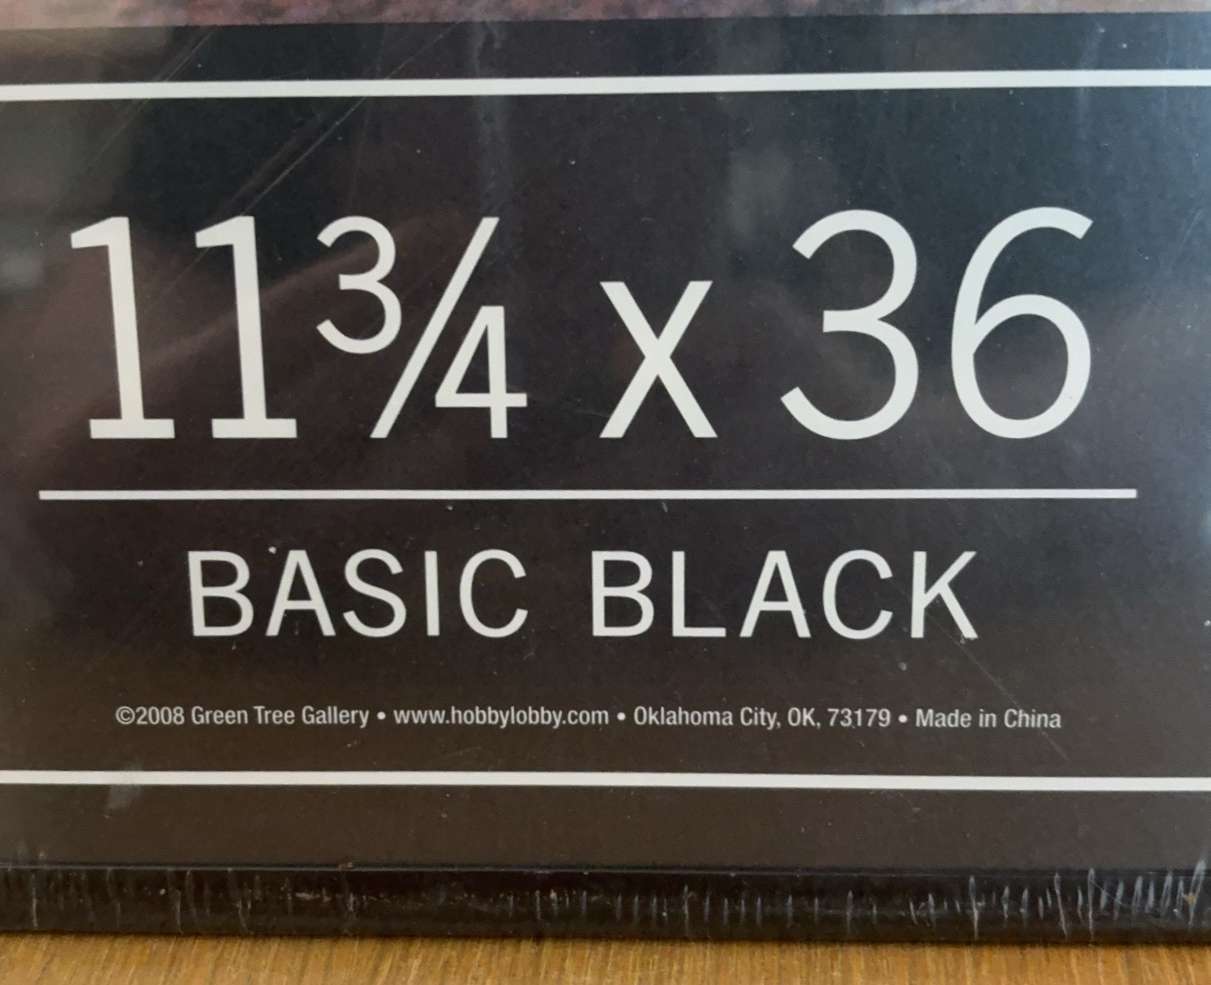 11¾ x 36
BASIC BLACK
©2008 Green Tree Gallery • www.hobbylobby.com • Oklahoma City, OK, 73179 • Made in China